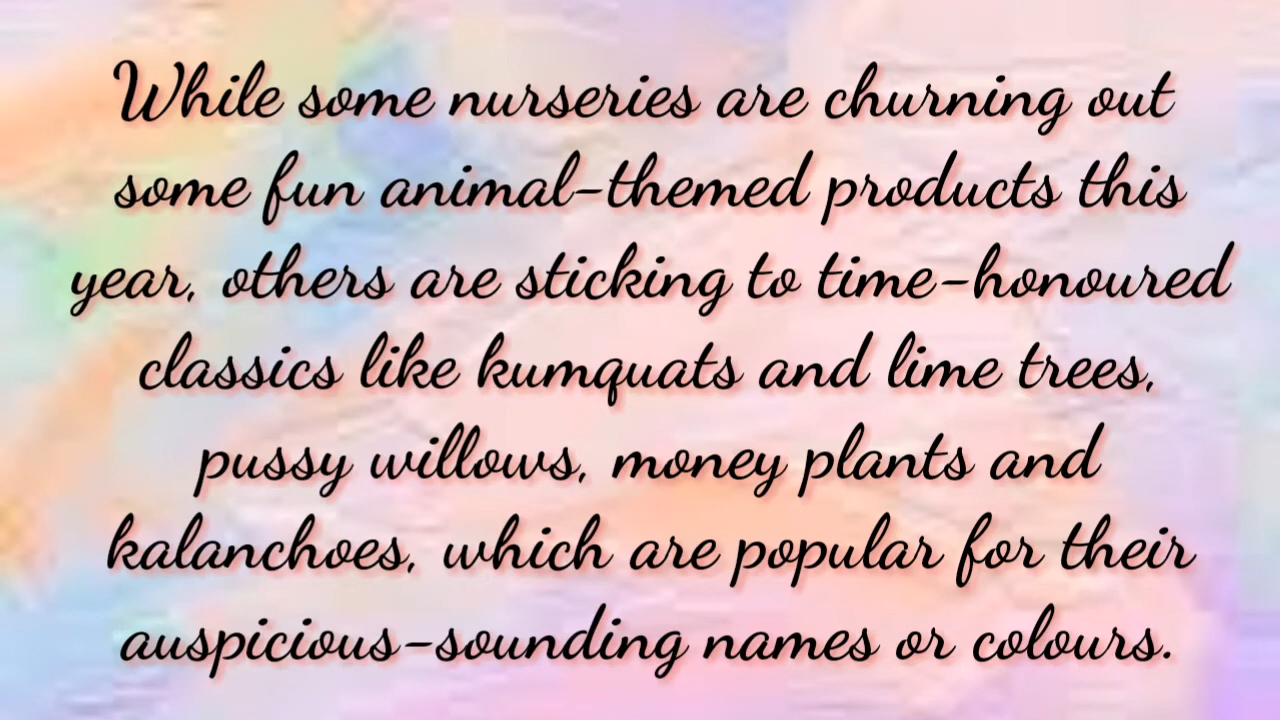 While some nurseries are churning out
some fun animal-themed products this
year, others are sticking to time-honoured
classics like kumquats and lime trees,
pussy willows, money plants and
kalanchoes, which are popular for their
auspicious-sounding names or colours.